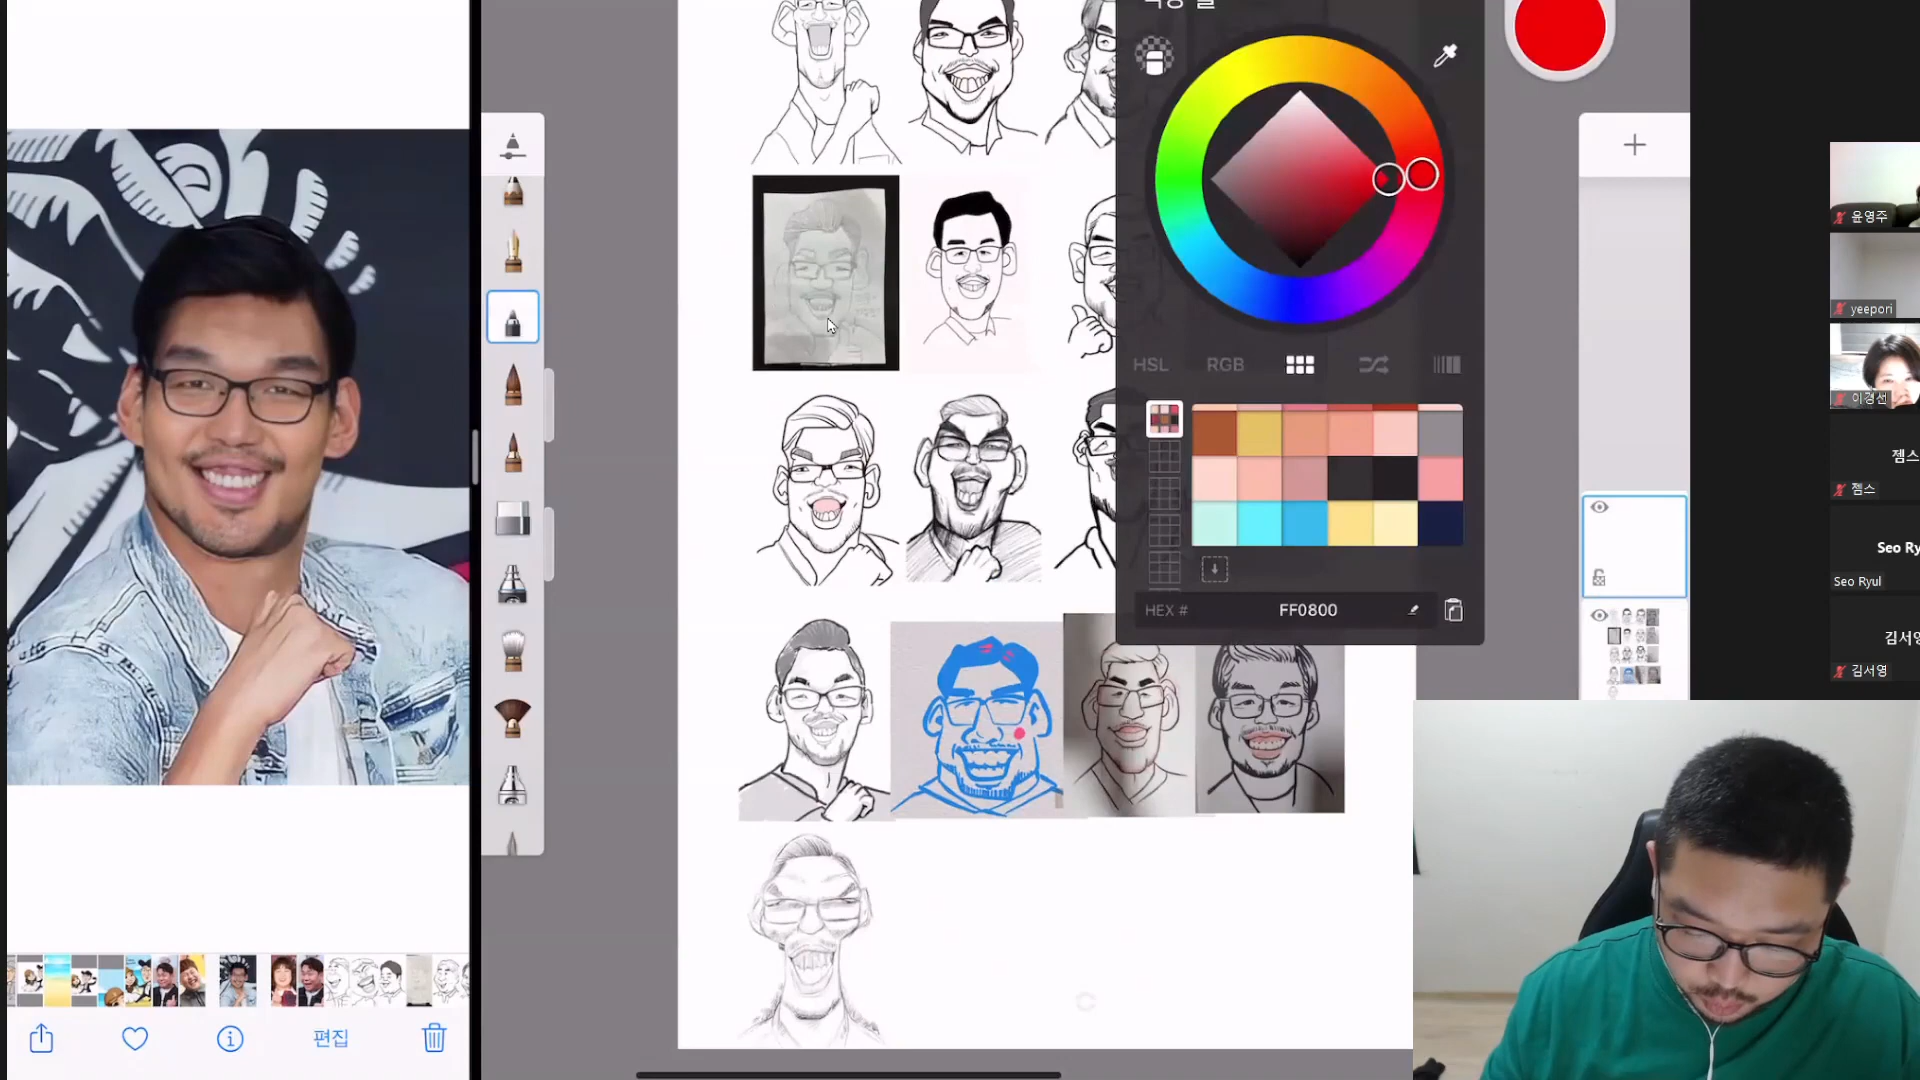 윤영주
yeepori
이경선
젬스
젬스
Seo Ry
Seo Ryul
김서영
김서영
HSL
RGB
HEX #
FF0800
편집